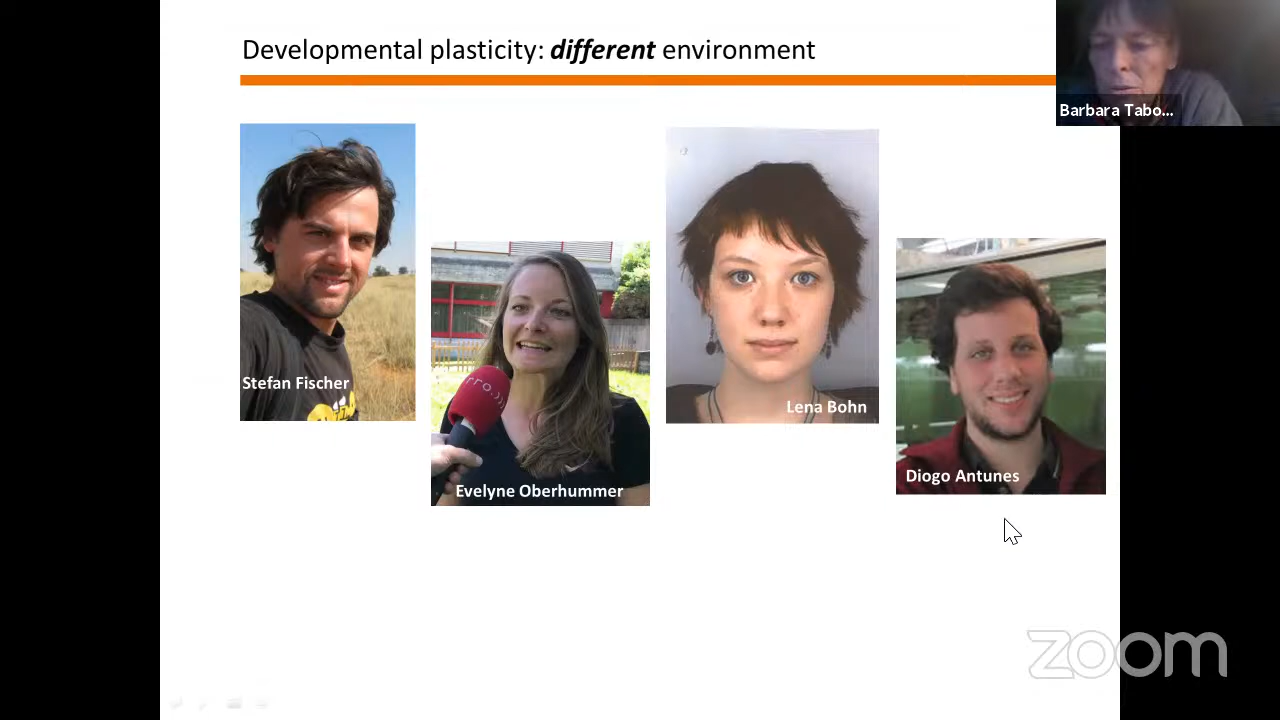 Developmental plasticity: different environment
Barbara Tabo...
Stefan Fischer
Evelyne Oberhummer
Lena Bohn
Diogo Antunes
zoom